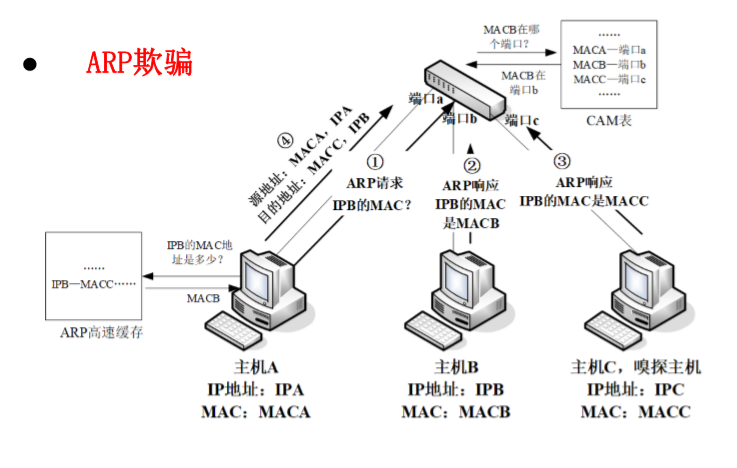 ● ARP欺骗
MACB在哪
个端口？
MACB在
端口b
……
MACA—端口a
MACB—端口b
MACC—端口c
……
CAM表
端口a
端口b
端口c
④
源地址：MACA，IPA
目的地址：MACC，IPB
①
ARP请求
IPB的MAC？
②
ARP响应
IPB的MAC
是MACB
③
ARP响应
IPB的MAC是MACC
……
IPB—MACC……
ARP高速缓存
IPB的MAC地
址是多少？
MACB
主机A
IP地址：IPA
MAC：MACA
主机B
IP地址：IPB
MAC：MACB
主机C，嗅探主机
IP地址：IPC
MAC：MACC